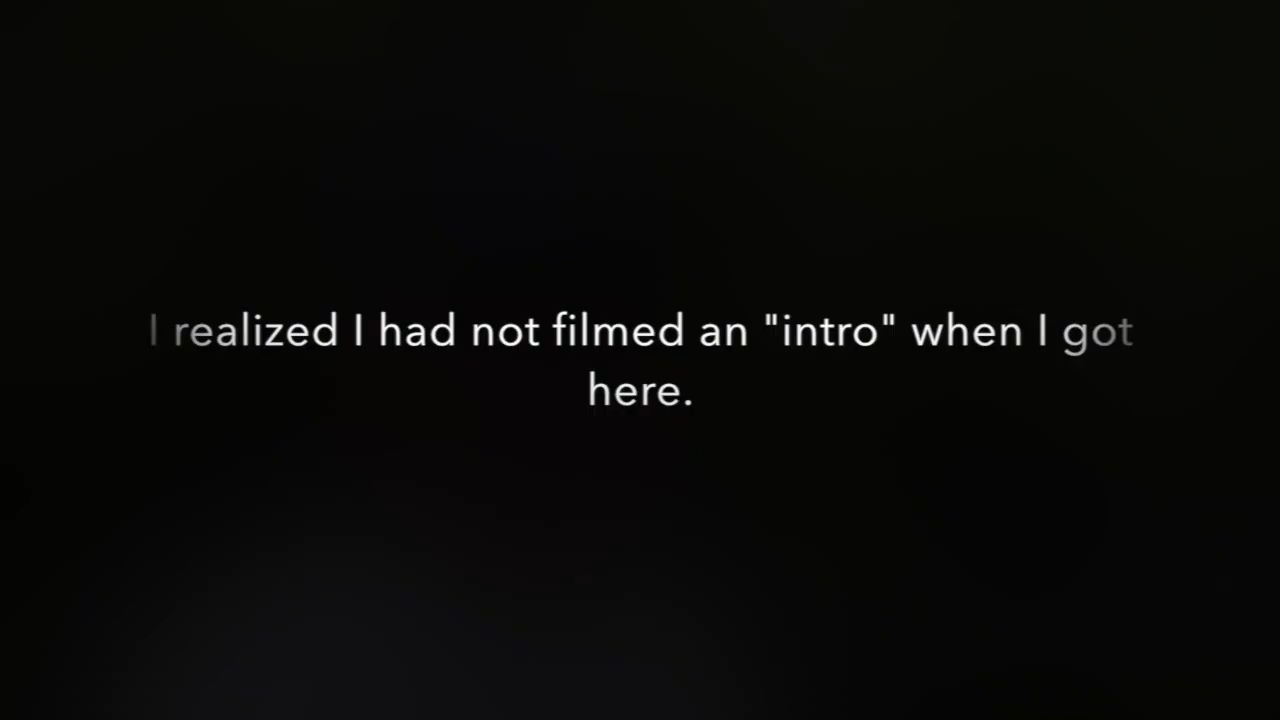 I realized I had not filmed an "intro" when I got
here.